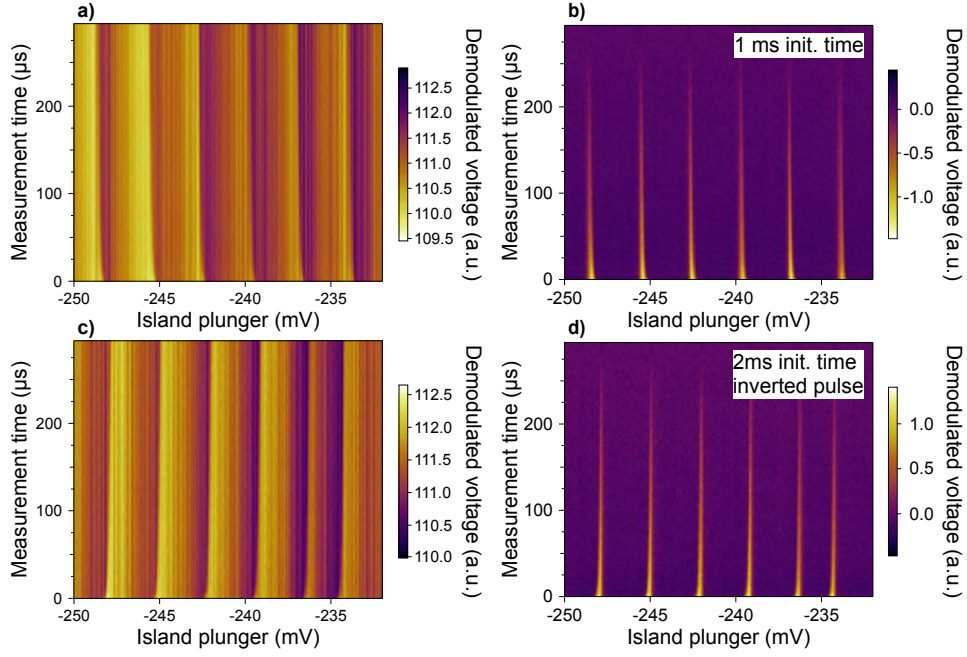 a)
Measurement time (μs)
200
100
0
-250
-245
-240
-235
Island plunger (mV)
112.5
112.0
111.5
111.0
110.5
110.0
109.5
Demodulated voltage (a.u.)
b)
1 ms init. time
Measurement time (μs)
200
100
0
-250
-245
-240
-235
Island plunger (mV)
0.0
-0.5
-1.0
Demodulated voltage (a.u.)
c)
Measurement time (μs)
200
100
0
-250
-245
-240
-235
Island plunger (mV)
112.5
112.0
111.5
111.0
110.5
110.0
Demodulated voltage (a.u.)
d)
2ms init. time
inverted pulse
Measurement time (μs)
200
100
0
-250
-245
-240
-235
Island plunger (mV)
1.0
0.5
0.0
Demodulated voltage (a.u.)